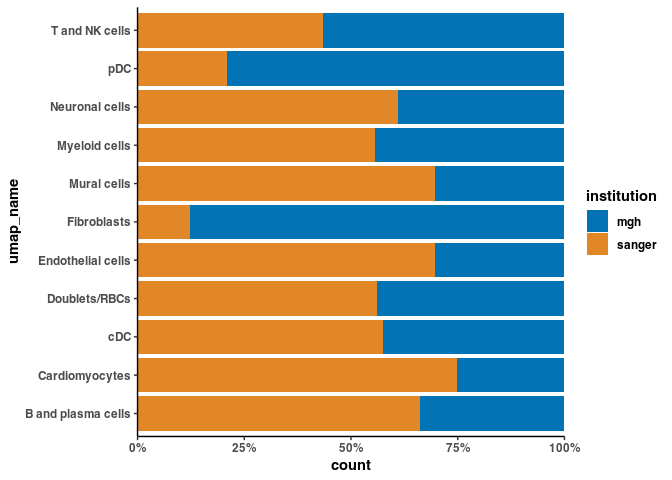 T and NK cells
pDC
Neuronal cells
Myeloid cells
Mural cells
Fibroblasts
Endothelial cells
Doublets/RBCs
cDC
Cardiomyocytes
B and plasma cells
umap_name
0% 25% 50% 75% 100%
count
institution
mgh
sanger